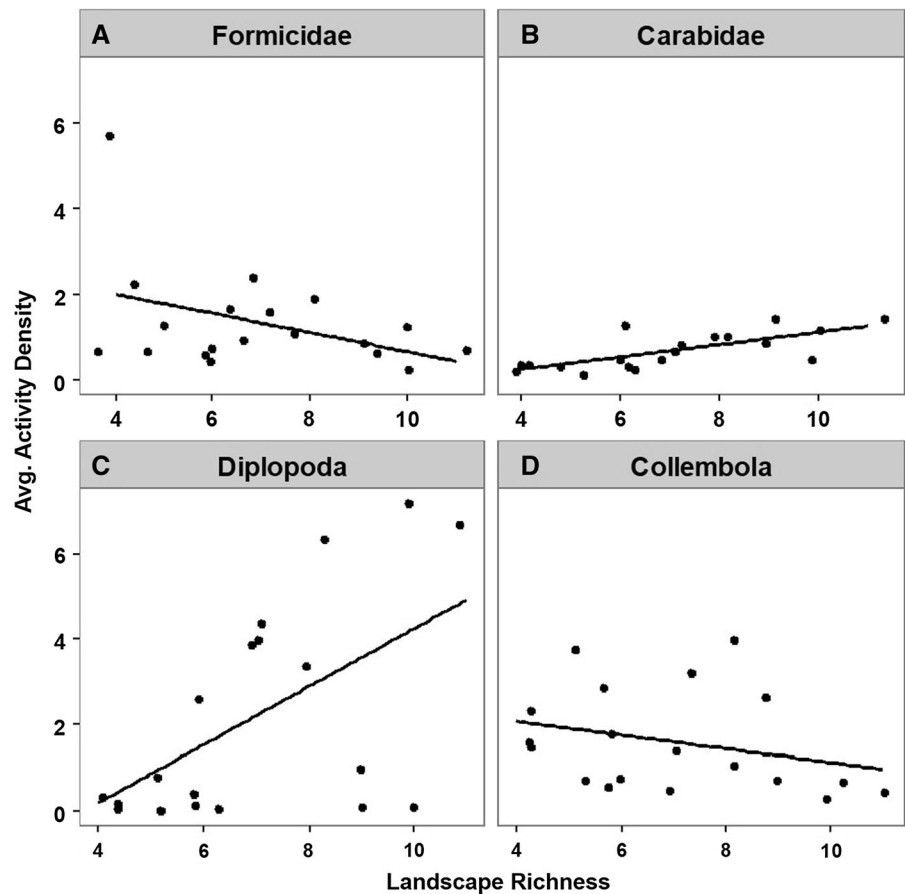 A Formicidae
B Carabidae
6
4
2
0
4 6 8 10
4 6 8 10
C Diplopoda
D Collembola
6
4
2
0
4 6 8 10
4 6 8 10
Avg. Activity Density
Landscape Richness